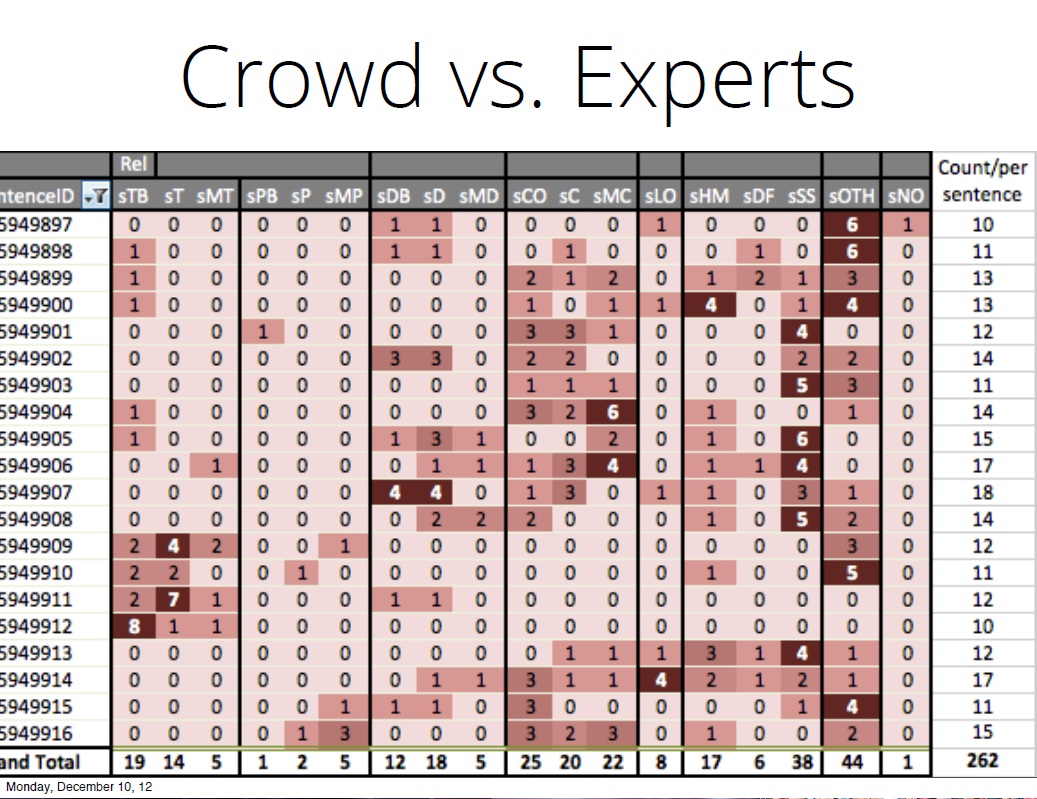 Crowd vs. Experts
Rel Count/per
ntenceID sTB sT sMT sPB sP sMP sDB sD sMD sCO sC sMC sLO sHM sDF sSS sOTH sNO sentence
5949897 0 0 0 0 0 0 1 1 0 0 0 0 1 0 0 0 6 1 10
5949898 1 0 0 0 0 0 1 1 0 0 1 0 0 0 1 0 6 0 11
5949899 1 0 0 0 0 0 0 0 0 2 1 2 0 1 2 1 3 0 13
5949900 1 0 0 0 0 0 0 0 0 1 0 1 1 4 0 1 4 0 13
5949901 0 0 0 1 0 0 0 0 0 3 3 1 0 0 0 4 0 0 12
5949902 0 0 0 0 0 0 3 3 0 2 2 0 0 0 0 2 2 0 14
5949903 0 0 0 0 0 0 0 0 0 1 1 1 0 0 0 5 3 0 11
5949904 1 0 0 0 0 0 0 0 0 3 2 6 0 1 0 0 1 0 14
5949905 1 0 0 0 0 0 1 3 1 0 0 2 0 1 0 6 0 0 15
5949906 0 0 1 0 0 0 0 1 1 1 3 4 0 1 1 4 0 0 17
5949907 0 0 0 0 0 0 4 4 0 1 3 0 1 1 0 3 1 0 18
5949908 0 0 0 0 0 0 0 2 2 2 0 0 0 1 0 5 2 0 14
5949909 2 4 2 0 0 1 0 0 0 0 0 0 0 0 0 0 3 0 12
5949910 2 2 0 0 1 0 0 0 0 0 0 0 0 1 0 0 5 0 11
5949911 2 7 1 0 0 0 1 1 0 0 0 0 0 0 0 0 0 0 12
5949912 8 1 1 0 0 0 0 0 0 0 0 0 0 0 0 0 0 0 10
5949913 0 0 0 0 0 0 0 0 0 0 1 1 1 3 1 4 1 0 12
5949914 0 0 0 0 0 0 0 1 1 3 1 1 4 2 1 2 1 0 17
5949915 0 0 0 0 0 1 1 1 0 3 0 0 0 0 0 1 4 0 11
5949916 0 0 0 0 1 3 0 0 0 3 2 3 0 1 0 0 2 0 15
and Total 19 14 5 1 2 5 12 18 5 25 20 22 8 17 6 38 44 1 262
Monday, December 10, 12